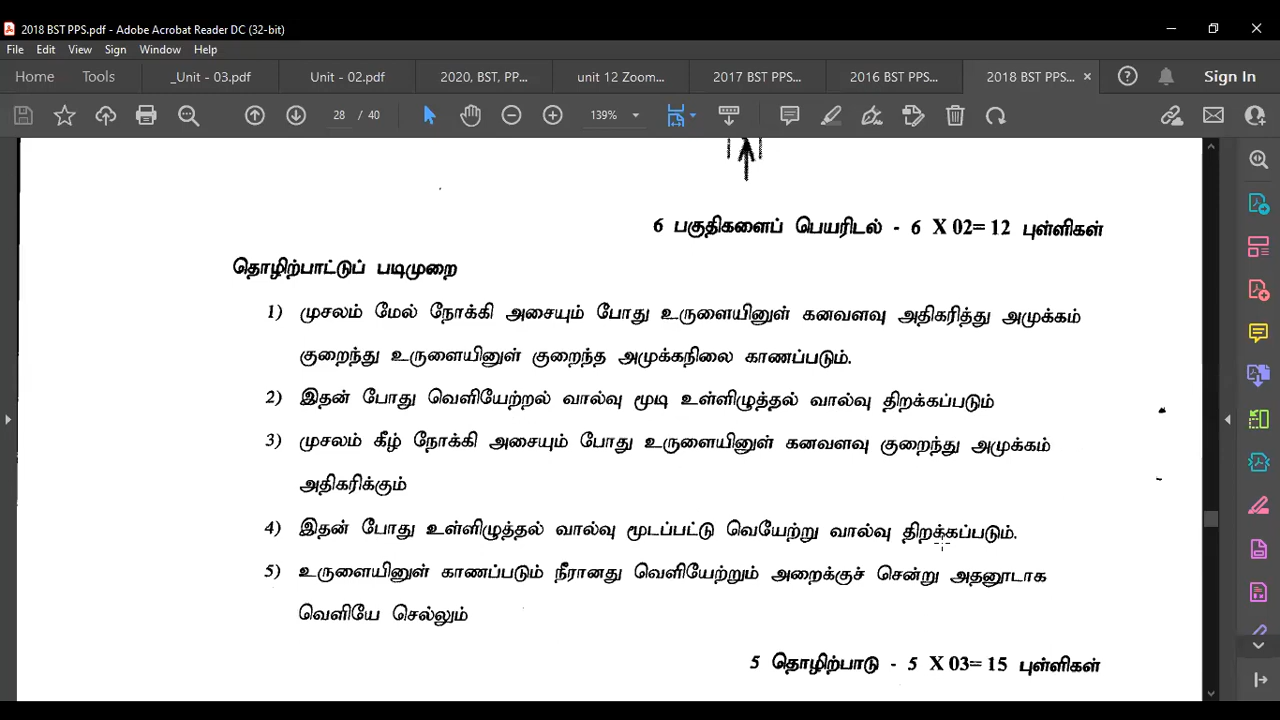 2018 BST PPS.pdf - Adobe Acrobat Reader DC (32-bit)
File Edit View Sign Window Help
Home Tools _Unit - 03.pdf Unit - 02.pdf 2020, BST, PP... unit 12 Zoom... 2017 BST PPS... 2016 BST PPS... 2018 BST PPS... × Sign In
28 / 40 139%
6 பகுதிகளைப் பெயரிடல் - 6 X 02= 12 புள்ளிகள்
தொழிற்பாட்டுப் படிமுறை
1) முசலம் மேல் நோக்கி அசையும் போது உருளையினுள் கனவளவு அதிகரித்து அமுக்கம்
குறைந்து உருளையினுள் குறைந்த அமுக்கநிலை காணப்படும்.
2) இதன் போது வெளியேற்றல் வால்வு மூடி உள்ளிழுத்தல் வால்வு திறக்கப்படும்
3) முசலம் கீழ் நோக்கி அசையும் போது உருளையினுள் கனவளவு குறைந்து அமுக்கம்
அதிகரிக்கும்
4) இதன் போது உள்ளிழுத்தல் வால்வு மூடப்பட்டு வெயேற்று வால்வு திறக்கப்படும்.
5) உருளையினுள் காணப்படும் நீரானது வெளியேற்றும் அறைக்குச் சென்று அதனூடாக
வெளியே செல்லும்
5 தொழிற்பாடு - 5 X 03= 15 புள்ளிகள்